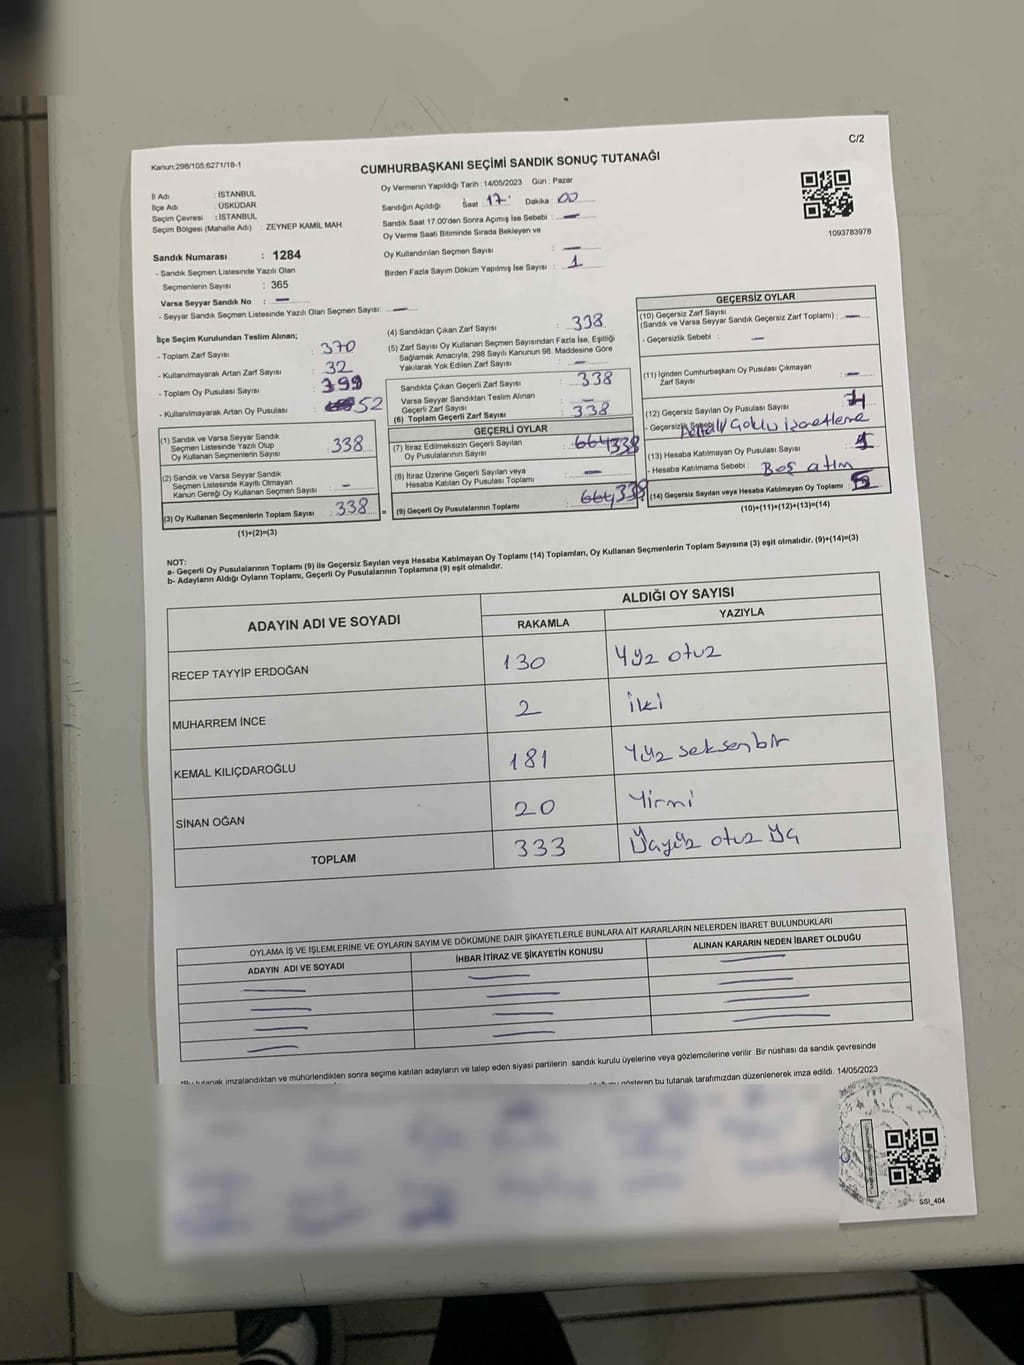 C/2
Kanun:298/105;6271/18-1
CUMHURBAŞKANI SEÇİMİ SANDIK SONUÇ TUTANAĞI
Oy Vermenin Yapıldığı Tarih :14/05/2023 Gün : Pazar
İl Adı : İSTANBUL
İlçe Adı : ÜSKÜDAR
Seçim Çevresi : İSTANBUL
Seçim Bölgesi (Mahalle Adı) : ZEYNEP KAMİL MAH.
Sandığın Açıldığı Saat 17 Dakika 00
Sandık Saat 17:00'den Sonra Açımış İse Sebebi : —
Oy Verme Saati Bitiminde Sırada Bekleyen ve
Oy Kullandırılan Seçmen Sayısı : —
Birden Fazla Sayım Döküm Yapılmış İse Sayısı : 1
1093783978
Sandık Numarası : 1284
- Sandık Seçmen Listesinde Yazılı Olan
Seçmenlerin Sayısı : 365
Varsa Seyyar Sandık No : —
- Seyyar Sandık Seçmen Listesinde Yazılı Olan Seçmen Sayısı: —
İlçe Seçim Kurulundan Teslim Alınan;
- Toplam Zarf Sayısı : 370
- Kullanılmayarak Artan Zarf Sayısı : 32
- Toplam Oy Pusulası Sayısı : 399
- Kullanılmayarak Artan Oy Pusulası : 52
(1) Sandık ve Varsa Seyyar Sandık
Seçmen Listesinde Yazılı Olup
Oy Kullanan Seçmenlerin Sayısı : 338
(2) Sandık ve Varsa Seyyar Sandık
Seçmen Listesinde Kayıtlı Olmayan
Kanun Gereği Oy Kullanan Seçmen Sayısı : –
(3) Oy Kullanan Seçmenlerin Toplam Sayısı : 338 =
(1)+(2)=(3)
(4) Sandıktan Çıkan Zarf Sayısı : 338
(5) Zarf Sayısı Oy Kullanan Seçmen Sayısından Fazla İse, Eşitliği
Sağlamak Amacıyla; 298 Sayılı Kanunun 98. Maddesine Göre
Yakılarak Yok Edilen Zarf Sayısı : —
Sandıkta Çıkan Geçerli Zarf Sayısı : 338
Varsa Seyyar Sandıktan Teslim Alınan
Geçerli Zarf Sayısı : —
(6) Toplam Geçerli Zarf Sayısı : 338
GEÇERLİ OYLAR
(7) İtiraz Edilmeksizin Geçerli Sayılan
Oy Pusulalarının Sayısı : 338
(8) İtiraz Üzerine Geçerli Sayılan veya
Hesaba Katılan Oy Pusulası Toplamı : —
(9) Geçerli Oy Pusulalarının Toplamı :
GEÇERSİZ OYLAR
(10) Geçersiz Zarf Sayısı
(Sandık ve Varsa Seyyar Sandık Geçersiz Zarf Toplamı) : —
- Geçersizlik Sebebi : —
(11) İçinden Cumhurbaşkanı Oy Pusulası Çıkmayan
Zarf Sayısı : —
(12) Geçersiz Sayılan Oy Pusulası Sayısı
- Geçersizlik Sebebi işaretleme
(13) Hesaba Katılmayan Oy Pusulası Sayısı : 1
- Hesaba Katılmama Sebebi : Boş atım
(14) Geçersiz Sayılan veya Hesaba Katılmayan Oy Toplamı : 5
(10)+(11)+(12)+(13)=(14)
NOT:
a- Geçerli Oy Pusulalarının Toplamı (9) ile Geçersiz Sayılan veya Hesaba Katılmayan Oy Toplamı (14) Toplamları, Oy Kullanan Seçmenlerin Toplam Sayısına (3) eşit olmalıdır. (9)+(14)=(3)
b- Adayların Aldığı Oyların Toplamı, Geçerli Oy Pusulalarının Toplamına (9) eşit olmalıdır.
ADAYIN ADI VE SOYADI
ALDIĞI OY SAYISI
RAKAMLA YAZIYLA
RECEP TAYYİP ERDOĞAN 130 Yüz otuz
MUHARREM İNCE 2 iki
KEMAL KILIÇDAROĞLU 181 Yüz seksenbir
SİNAN OĞAN 20 Yirmi
TOPLAM 333 Üçyüz otuz üç
OYLAMA İŞ VE İŞLEMLERİNE VE OYLARIN SAYIM VE DÖKÜMÜNE DAİR ŞİKAYETLERLE BUNLARA AİT KARARLARIN NELERDEN İBARET BULUNDUKLARI
ADAYIN ADI VE SOYADI İHBAR İTİRAZ VE ŞİKAYETİN KONUSU ALINAN KARARIN NEDEN İBARET OLDUĞU
tutanak imzalandıktan ve mühürlendikten sonra seçime katılan adayların ve talep eden siyasi partilerin sandık kurulu üyelerine veya gözlemcilerine verilir. Bir nüshası da sandık çevresinde
gösteren bu tutanak tarafımızdan düzenlenerek imza edildi. 14/05/2023
SSI_404